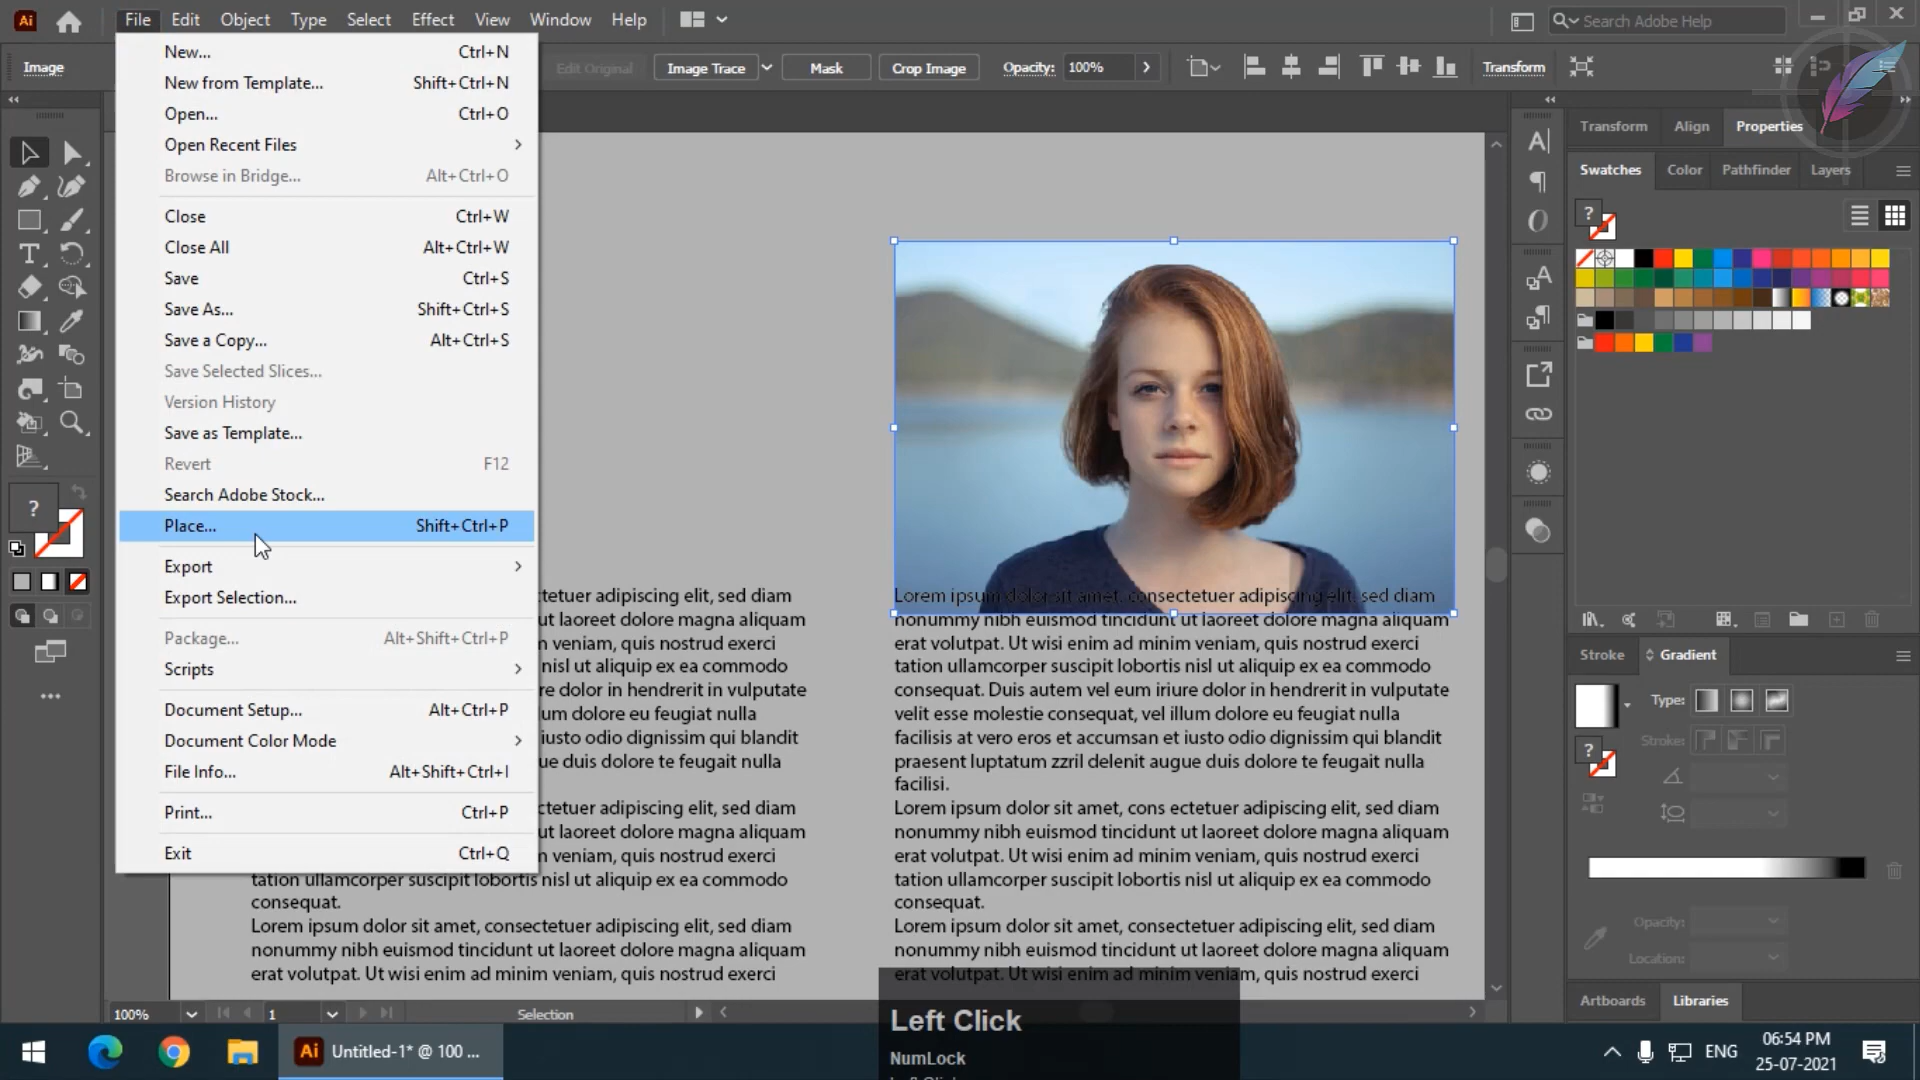 Ai File Edit Object Type Select Effect View Window Help
Search Adobe Help
Image
Edit Original Image Trace Mask Crop Image Opacity: 100% Transform
New... Ctrl+N
New from Template... Shift+Ctrl+N
Open... Ctrl+O
Open Recent Files
Browse in Bridge... Alt+Ctrl+O
Close Ctrl+W
Close All Alt+Ctrl+W
Save Ctrl+S
Save As... Shift+Ctrl+S
Save a Copy... Alt+Ctrl+S
Save Selected Slices...
Version History
Save as Template...
Revert F12
Search Adobe Stock...
Place... Shift+Ctrl+P
Export
Export Selection...
Package... Alt+Shift+Ctrl+P
Scripts
Document Setup... Alt+Ctrl+P
Document Color Mode
File Info... Alt+Shift+Ctrl+I
Print... Ctrl+P
Exit Ctrl+Q
tetuer adipiscing elit, sed diam
ut laoreet dolore magna aliquam
n veniam, quis nostrud exerci
nisl ut aliquip ex ea commodo
re dolor in hendrerit in vulputate
um dolore eu feugiat nulla
iusto odio dignissim qui blandit
ue duis dolore te feugait nulla
tetuer adipiscing elit, sed diam
ut laoreet dolore magna aliquam
n veniam, quis nostrud exerci
tation ullamcorper suscipit lobortis nisl ut aliquip ex ea commodo
consequat.
Lorem ipsum dolor sit amet, consectetuer adipiscing elit, sed diam
nonummy nibh euismod tincidunt ut laoreet dolore magna aliquam
erat volutpat. Ut wisi enim ad minim veniam, quis nostrud exerci
Lorem ipsum dolor sit amet, consectetuer adipiscing elit, sed diam
nonummy nibh euismod tincidunt ut laoreet dolore magna aliquam
erat volutpat. Ut wisi enim ad minim veniam, quis nostrud exerci
tation ullamcorper suscipit lobortis nisl ut aliquip ex ea commodo
consequat. Duis autem vel eum iriure dolor in hendrerit in vulputate
velit esse molestie consequat, vel illum dolore eu feugiat nulla
facilisis at vero eros et accumsan et iusto odio dignissim qui blandit
praesent luptatum zzril delenit augue duis dolore te feugait nulla
facilisi.
Lorem ipsum dolor sit amet, cons ectetuer adipiscing elit, sed diam
nonummy nibh euismod tincidunt ut laoreet dolore magna aliquam
erat volutpat. Ut wisi enim ad minim veniam, quis nostrud exerci
tation ullamcorper suscipit lobortis nisl ut aliquip ex ea commodo
consequat.
Lorem ipsum dolor sit amet, consectetuer adipiscing elit, sed diam
nonummy nibh euismod tincidunt ut laoreet dolore magna aliquam
erat volutpat. Ut wisi enim ad minim veniam, quis nostrud exerci
Transform Align Properties
Swatches Color Pathfinder Layers
Stroke Gradient
Type:
Stroke:
Opacity:
Location:
Artboards Libraries
100% 1 Selection
Left Click
NumLock
Ai Untitled-1* @ 100 ...
ENG
06:54 PM
25-07-2021